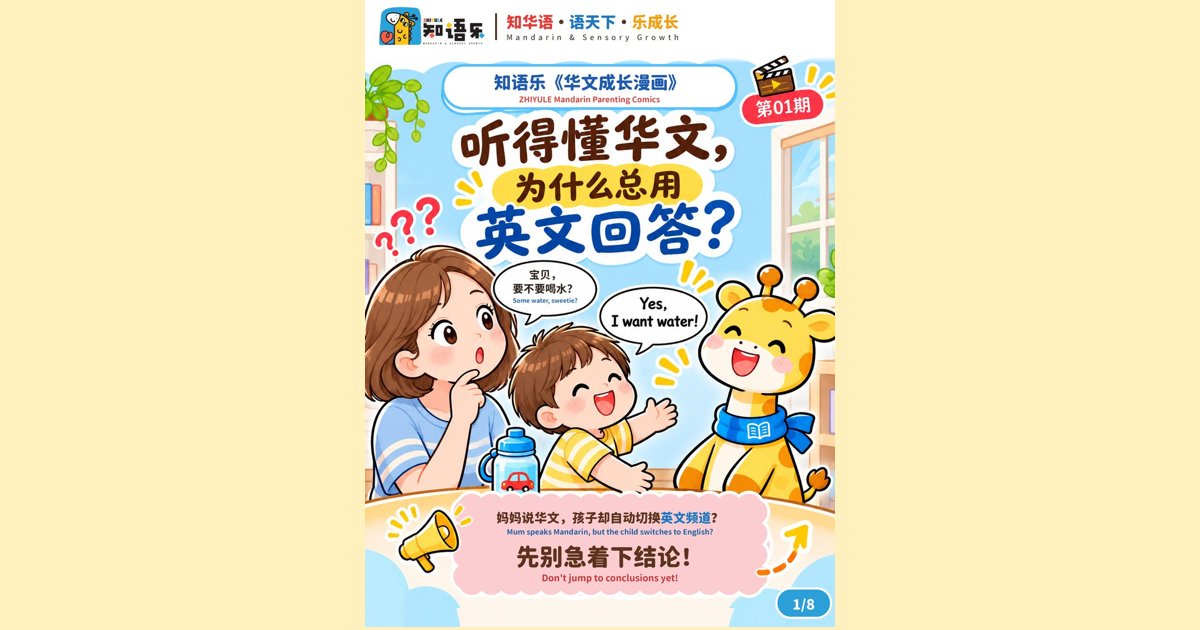 ZHIYULE
知语乐
MANDARIN & SENSORY GROWTH
知华语·语天下·乐成长
Mandarin & Sensory Growth
知语乐《华文成长漫画》
ZHIYULE Mandarin Parenting Comics
第01期
听得懂华文,
为什么总用
英文回答?
???
宝贝,
要不要喝水?
Some water, sweetie?
Yes,
I want water!
妈妈说华文,孩子却自动切换英文频道?
Mum speaks Mandarin, but the child switches to English?
先别急着下结论!
Don't jump to conclusions yet!
1/8